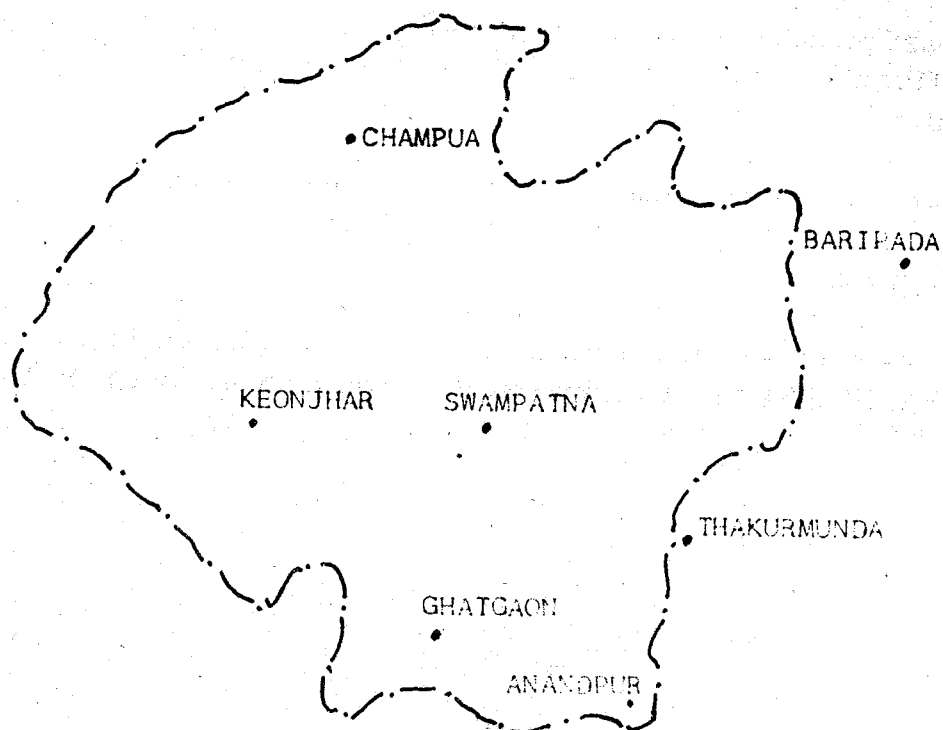 CHAMPUA
BARIPADA
KEONJHAR SWAMPATNA
THAKURMUNDA
GHATGAON
ANANDPUR